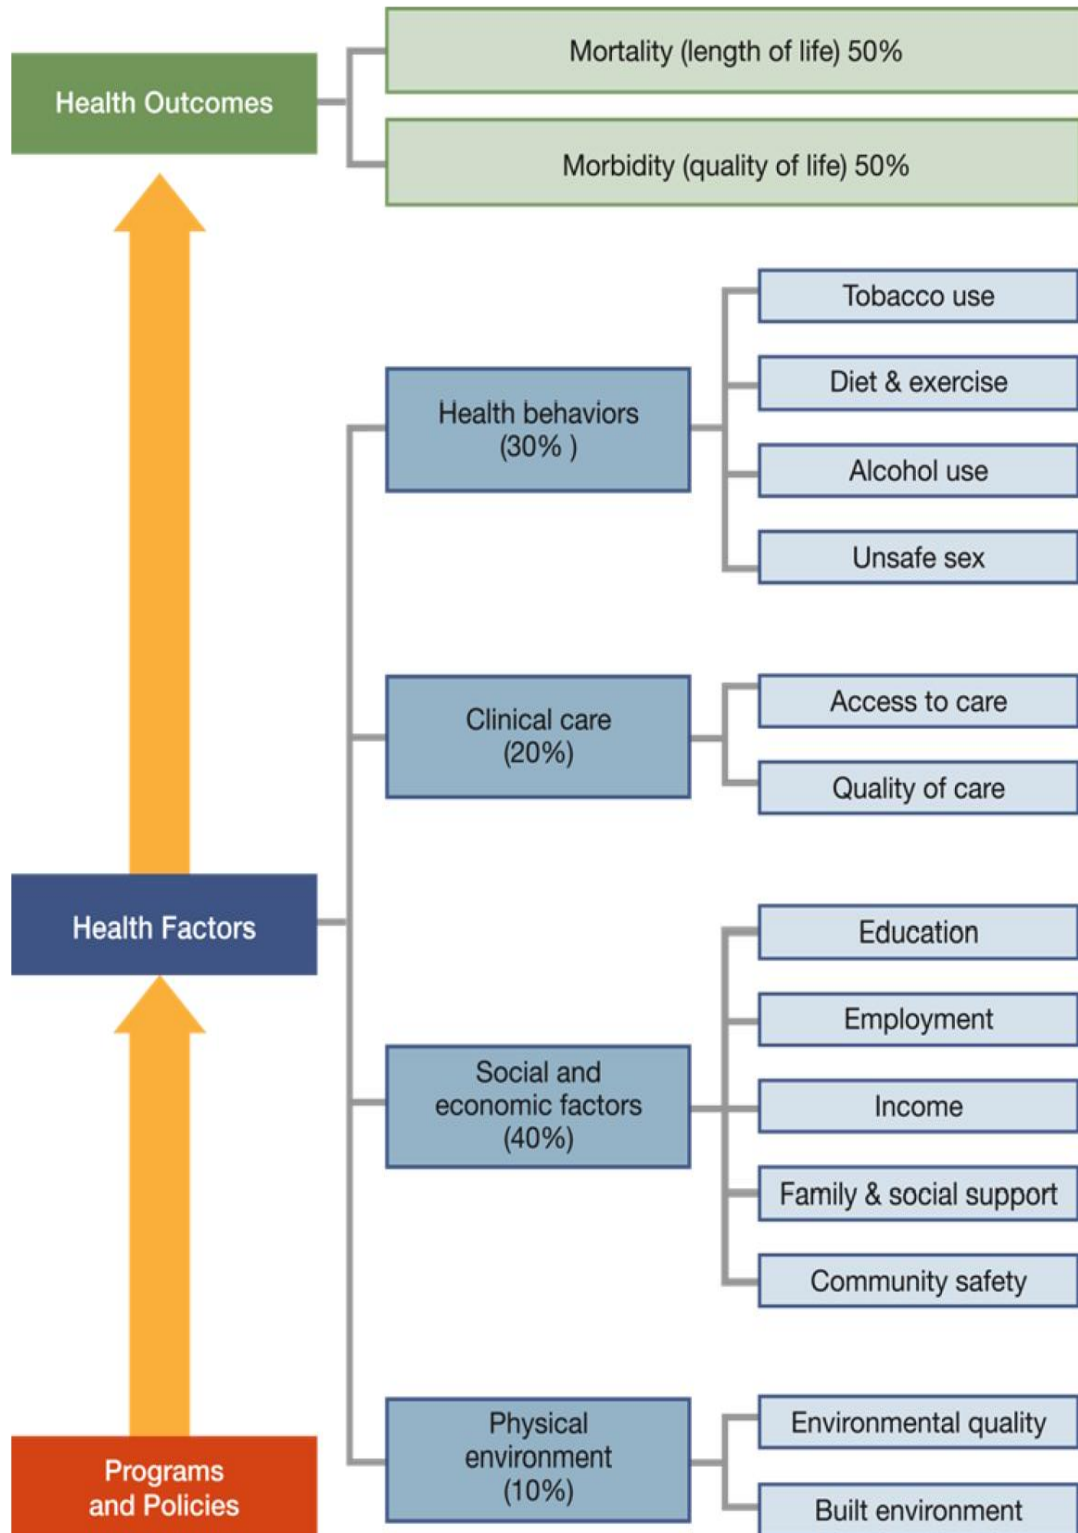 Health Outcomes
Mortality (length of life) 50%
Morbidity (quality of life) 50%
Health Factors
Health behaviors
(30% )
Tobacco use
Diet & exercise
Alcohol use
Unsafe sex
Clinical care
(20%)
Access to care
Quality of care
Social and
economic factors
(40%)
Education
Employment
Income
Family & social support
Community safety
Physical
environment
(10%)
Environmental quality
Built environment
Programs
and Policies